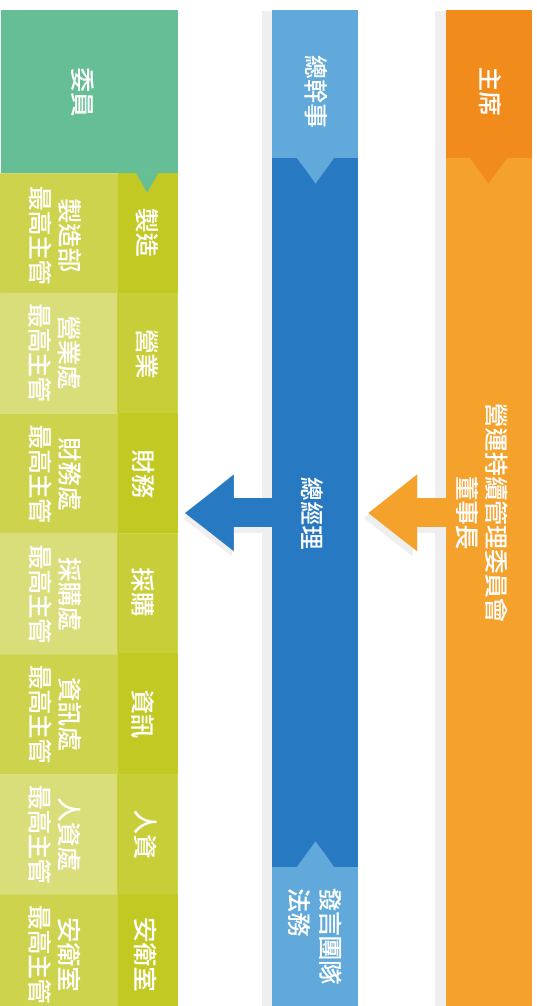 主席
營運持續管理委員會
董事長
總幹事
總經理
發言團隊
法務
委員
製造
營業
財務
採購
資訊
人資
安衛室
製造部
最高主管
營業處
最高主管
財務處
最高主管
採購處
最高主管
資訊處
最高主管
人資處
最高主管
安衛室
最高主管